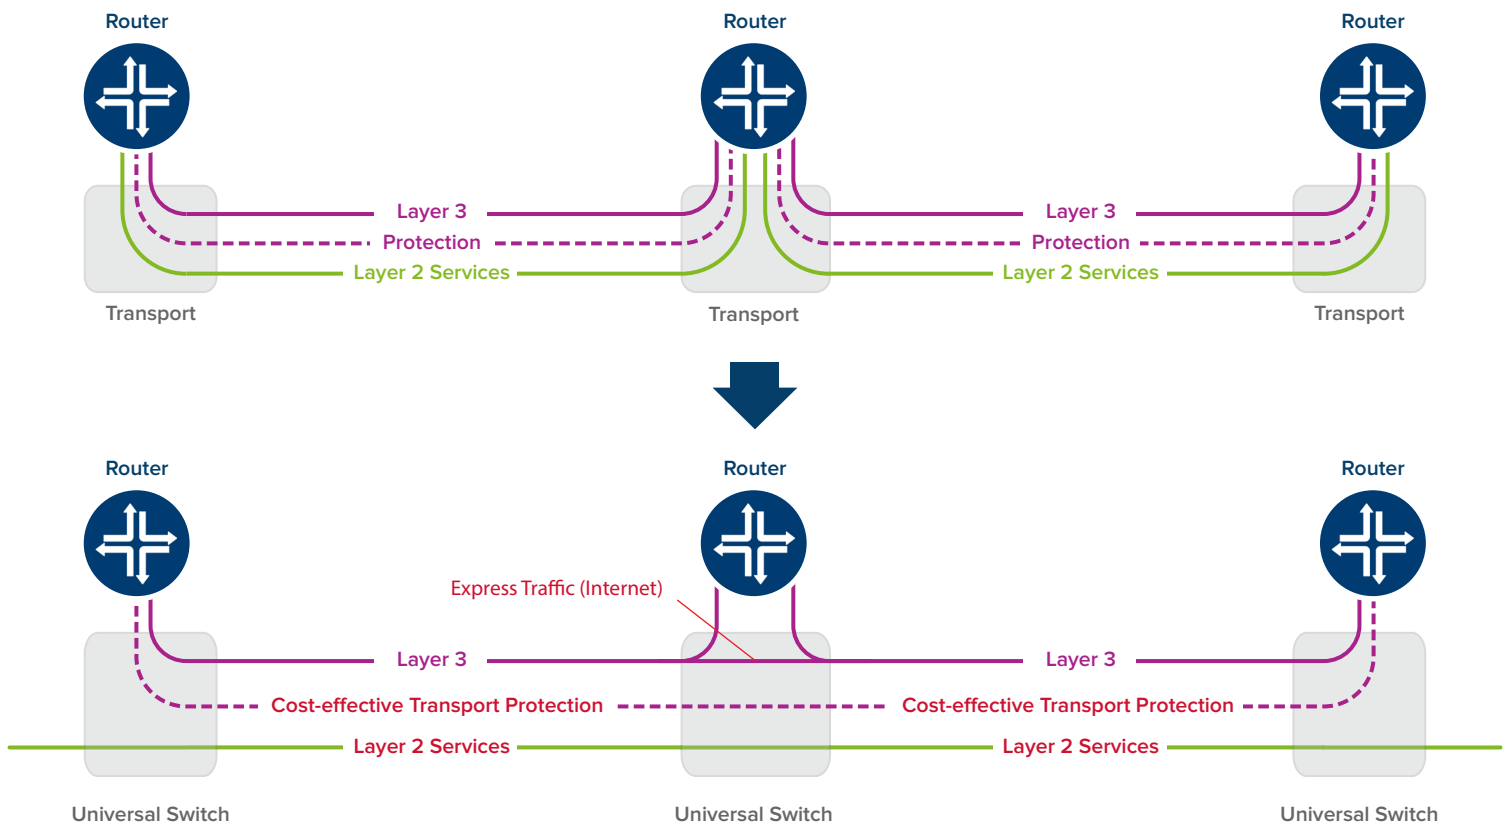 Router
Router
Router
Layer 3
Layer 3
Protection
Protection
Layer 2 Services
Layer 2 Services
Transport
Transport
Transport
Router
Router
Router
Express Traffic (Internet)
Layer 3
Layer 3
Cost-effective Transport Protection
Cost-effective Transport Protection
Layer 2 Services
Layer 2 Services
Universal Switch
Universal Switch
Universal Switch